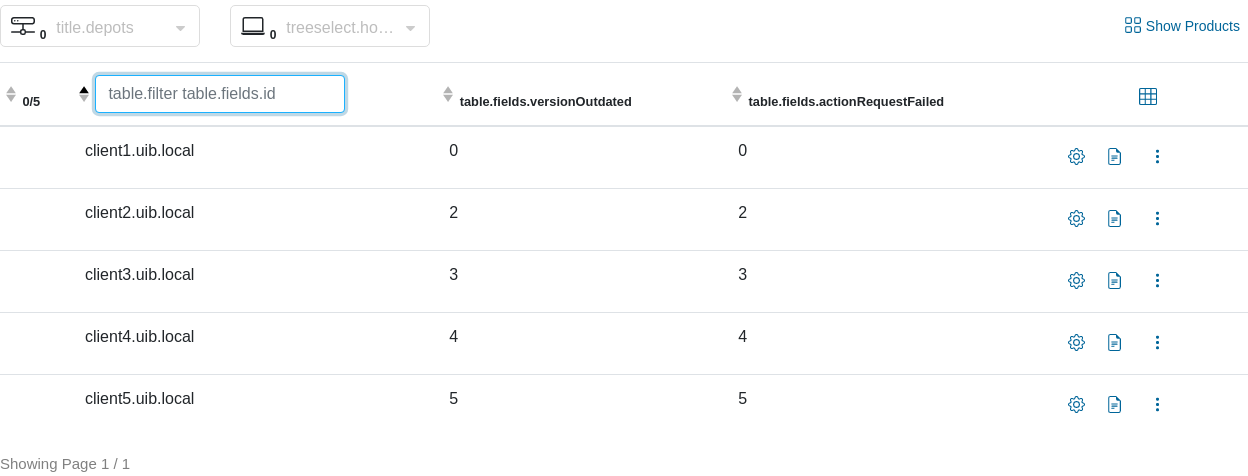 0 title.depots 0 treeselect.ho... Show Products
0/5 table.filter table.fields.id table.fields.versionOutdated table.fields.actionRequestFailed
client1.uib.local 0 0
client2.uib.local 2 2
client3.uib.local 3 3
client4.uib.local 4 4
client5.uib.local 5 5
Showing Page 1 / 1